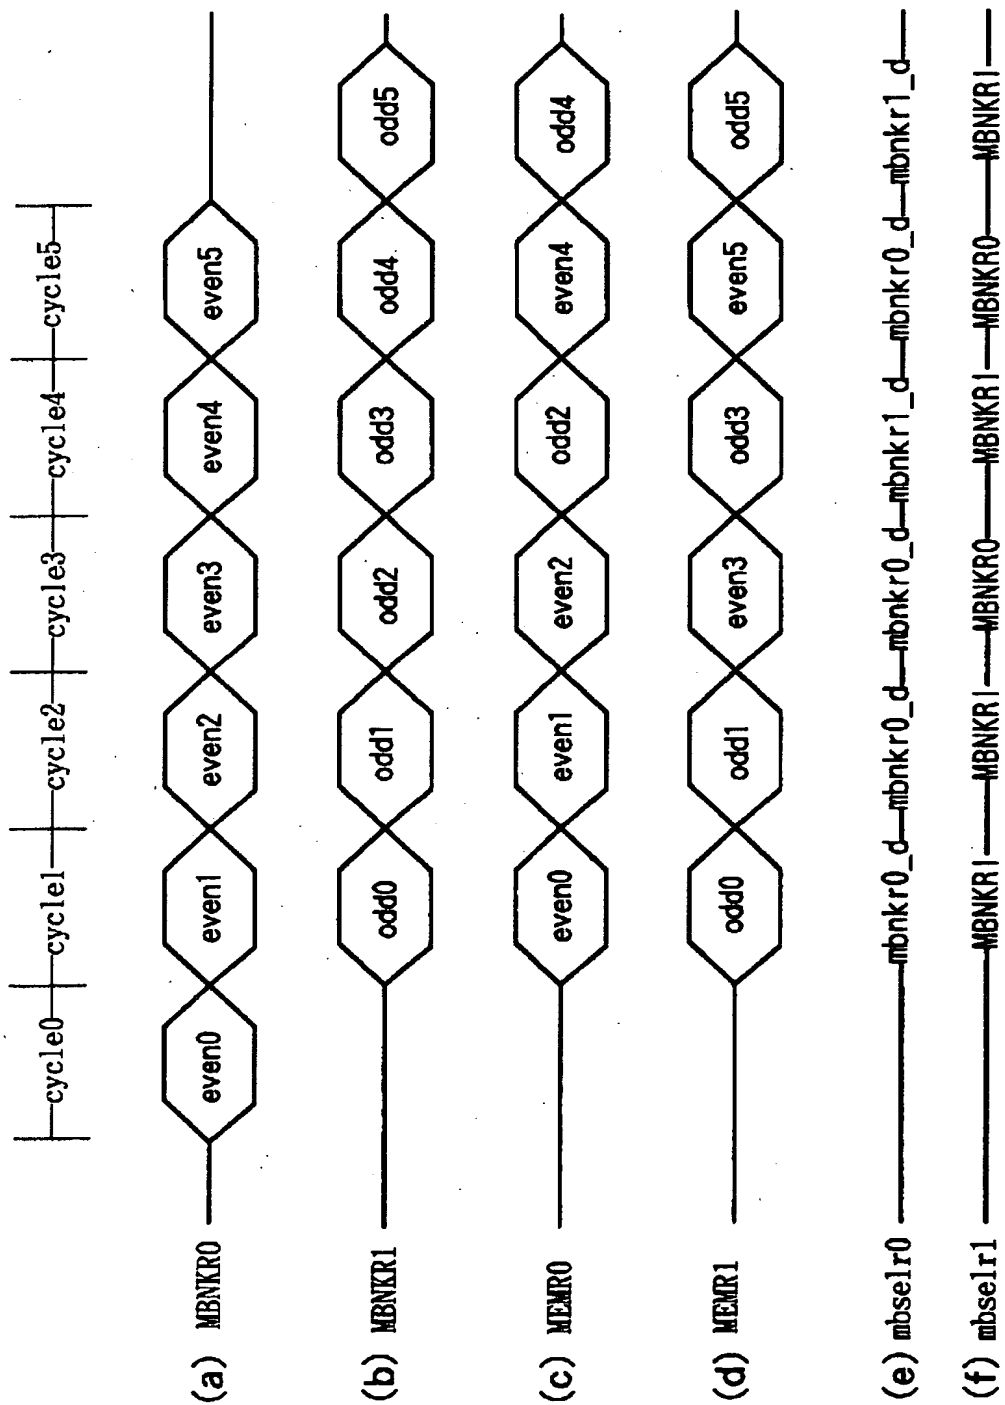 cycle0 cycle1 cycle2 cycle3 cycle4 cycle5
(a) MBNKR0 even0 even1 even2 even3 even4 even5
(b) MBNKR1 odd0 odd1 odd2 odd3 odd4 odd5
(c) MEMR0 even0 even1 even2 odd2 even4 odd4
(d) MEMR1 odd0 odd1 even3 odd3 even5 odd5
(e) mbselr0 mbnkr0_d mbnkr0_d mbnkr0_d mbnkr1_d mbnkr0_d mbnkr1_d
(f) mbselr1 MBNKR1 MBNKR1 MBNKR0 MBNKR1 MBNKR0 MBNKR1